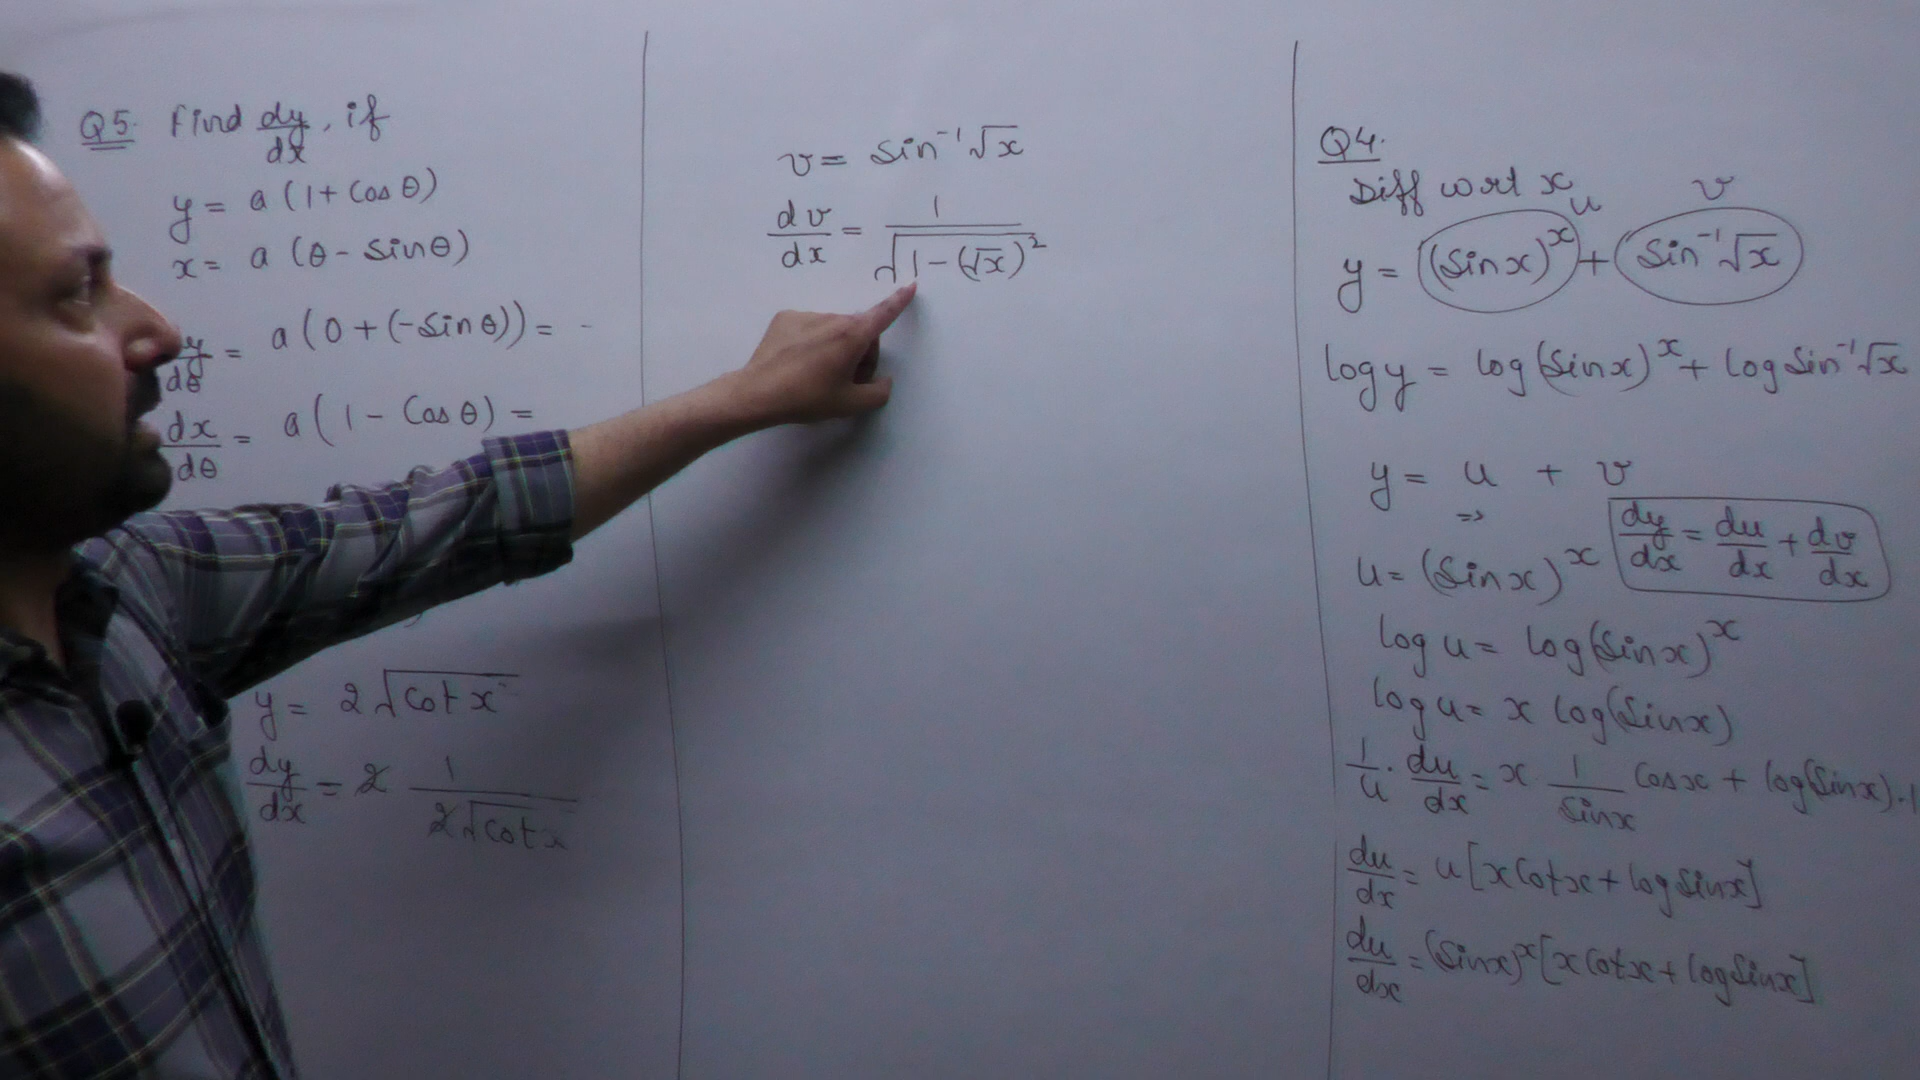 Q5. Find dy/dx, if
y = a (1 + Cos θ)
x = a (θ - Sin θ)
dy/dθ = a (0 + (-Sin θ)) = -
dx/dθ = a (1 - Cos θ) =
y = 2 √cot x
dy/dx = 2 1/2√cot x
v = Sin⁻¹ √x
dv/dx = 1/√1-(√x)²
Q4.
Diff wrt x
u v
y = (Sin x)ˣ + Sin⁻¹ √x
log y = log (Sin x)ˣ + log Sin⁻¹ √x
y = u + v
=>
dy/dx = du/dx + dv/dx
u = (Sin x)ˣ
log u = log (Sin x)ˣ
log u = x log (Sin x)
1/u . du/dx = x 1/Sin x Cos x + log (Sin x) . 1
du/dx = u [x Cot x + log Sin x]
du/dx = (Sin x)ˣ [x Cot x + log Sin x]